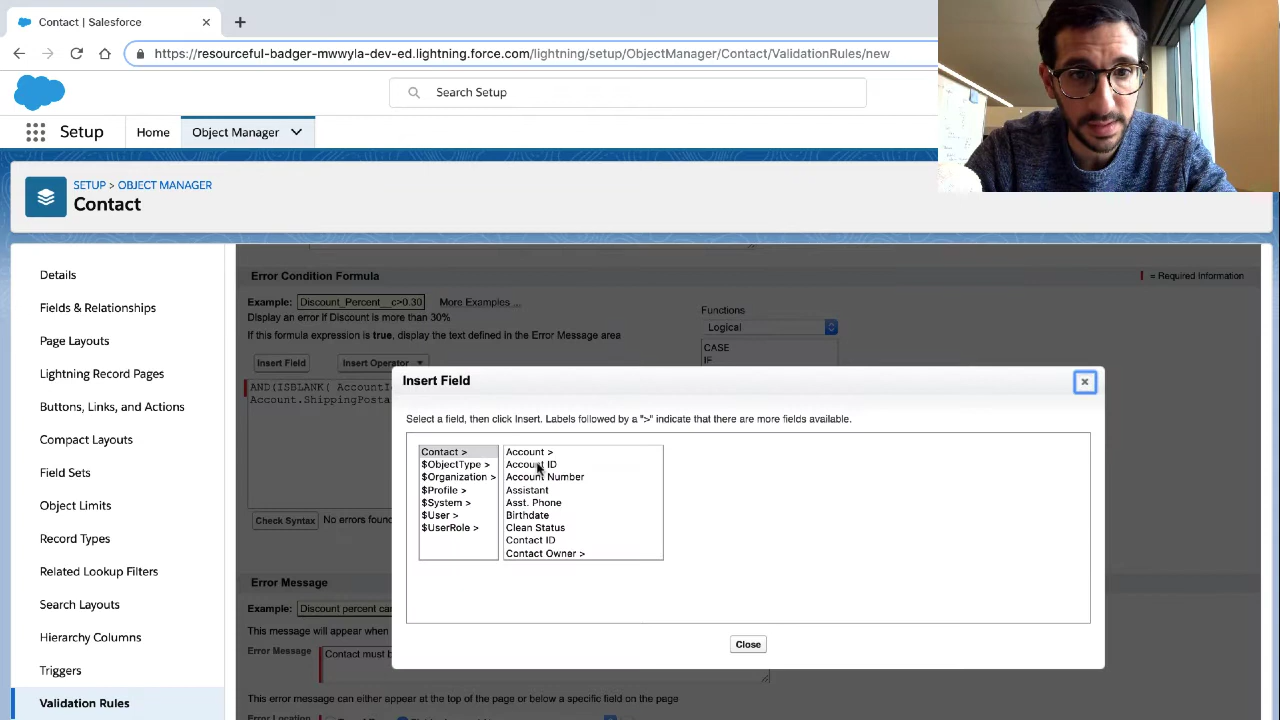 Contact | Salesforce
https://resourceful-badger-mwwyla-dev-ed.lightning.force.com/lightning/setup/ObjectManager/Contact/ValidationRules/new
Search Setup
Setup
Home
Object Manager
SETUP > OBJECT MANAGER
Contact
Details
Fields & Relationships
Page Layouts
Lightning Record Pages
Buttons, Links, and Actions
Compact Layouts
Field Sets
Object Limits
Record Types
Related Lookup Filters
Search Layouts
Hierarchy Columns
Triggers
Validation Rules
Error Condition Formula
= Required Information
Example: Discount_Percent__c>0.30 More Examples ...
Display an error if Discount is more than 30%
If this formula expression is true, display the text defined in the Error Message area
Functions
Logical
CASE
IF
Insert Field
Insert Operator
AND(ISBLANK( AccountI
Account.ShippingPosta
Check Syntax
No errors foun
Insert Field
Select a field, then click Insert. Labels followed by a ">" indicate that there are more fields available.
Contact >
$ObjectType >
$Organization >
$Profile >
$System >
$User >
$UserRole >
Account >
Account ID
Account Number
Assistant
Asst. Phone
Birthdate
Clean Status
Contact ID
Contact Owner >
Close
Error Message
Example: Discount percent can
This message will appear when
Error Message
Contact must b
This error message can either appear at the top of the page or below a specific field on the page
Error Location